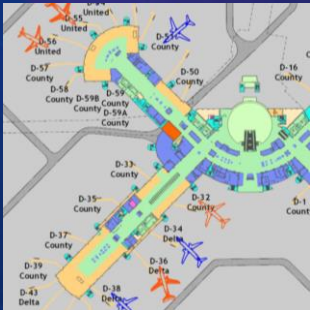 D-55
United
D-56
United
D-57
County
D-58
County
D-59B
County
D-59
County
D-59A
County
County
D-50
County
D-16
County
D-33
County
D-35
County
D-37
County
D-39
County
D-43
Delta
D-38
Delta
D-36
Delta
D-34
Delta
D-32
County
D-1
County